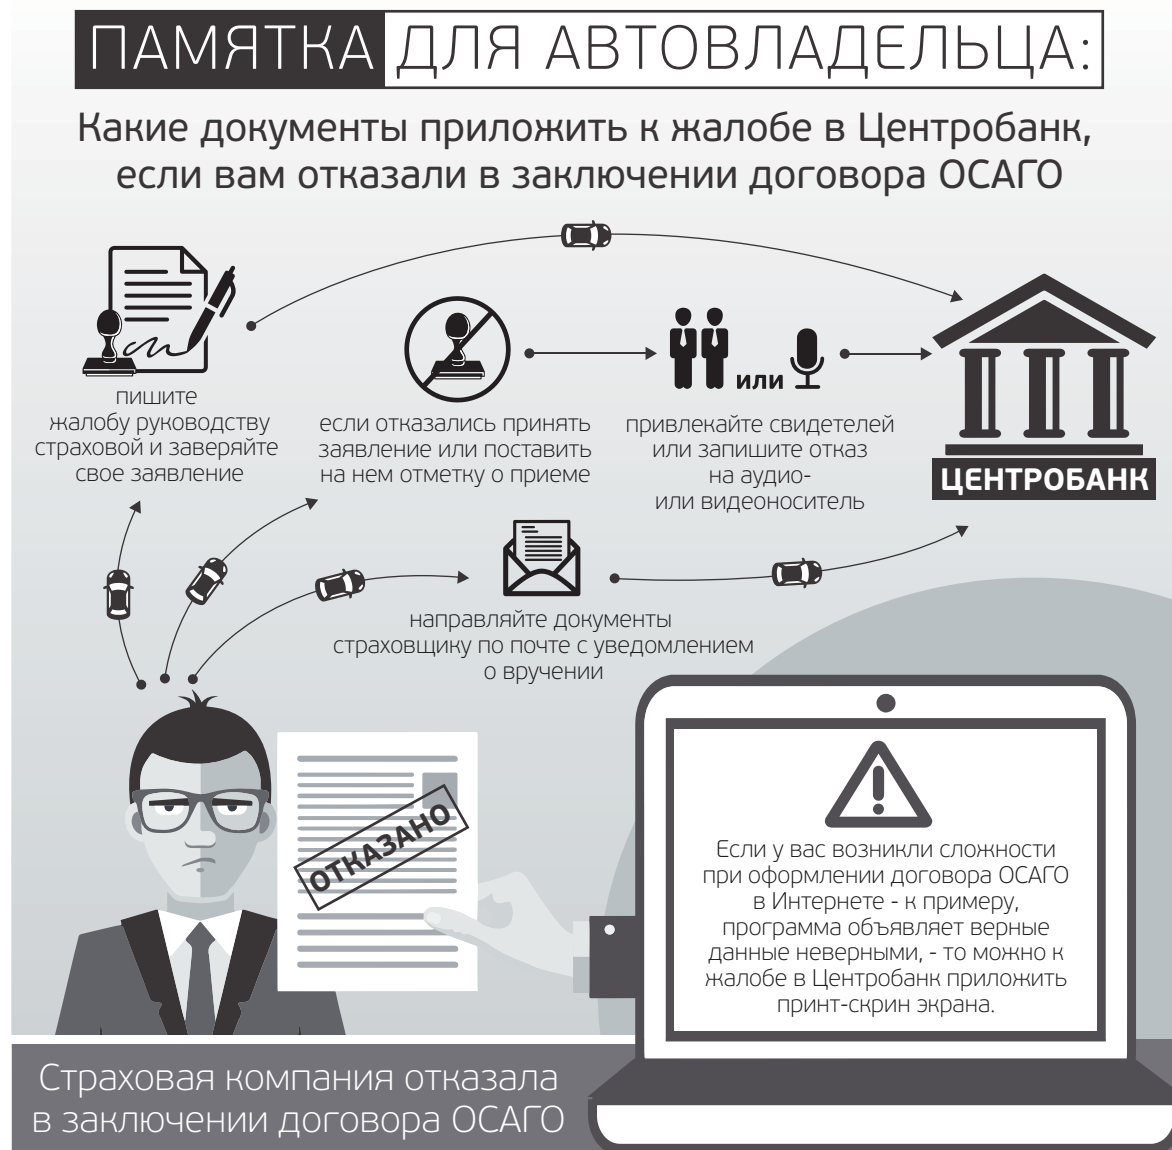 ПАМЯТКА ДЛЯ АВТОВЛАДЕЛЬЦА:
Какие документы приложить к жалобе в Центробанк,
если вам отказали в заключении договора ОСАГО
пишите
жалобу руководству
страховой и заверяйте
свое заявление
если отказались принять
заявление или поставить
на нем отметку о приеме
или
привлекайте свидетелей
или запишите отказ
на аудио-
или видеоноситель
ЦЕНТРОБАНК
направляйте документы
страховщику по почте с уведомлением
о вручении
ОТКАЗАНО
Если у вас возникли сложности
при оформлении договора ОСАГО
в Интернете - к примеру,
программа объявляет верные
данные неверными, - то можно к
жалобе в Центробанк приложить
принт-скрин экрана.
Страховая компания отказала
в заключении договора ОСАГО